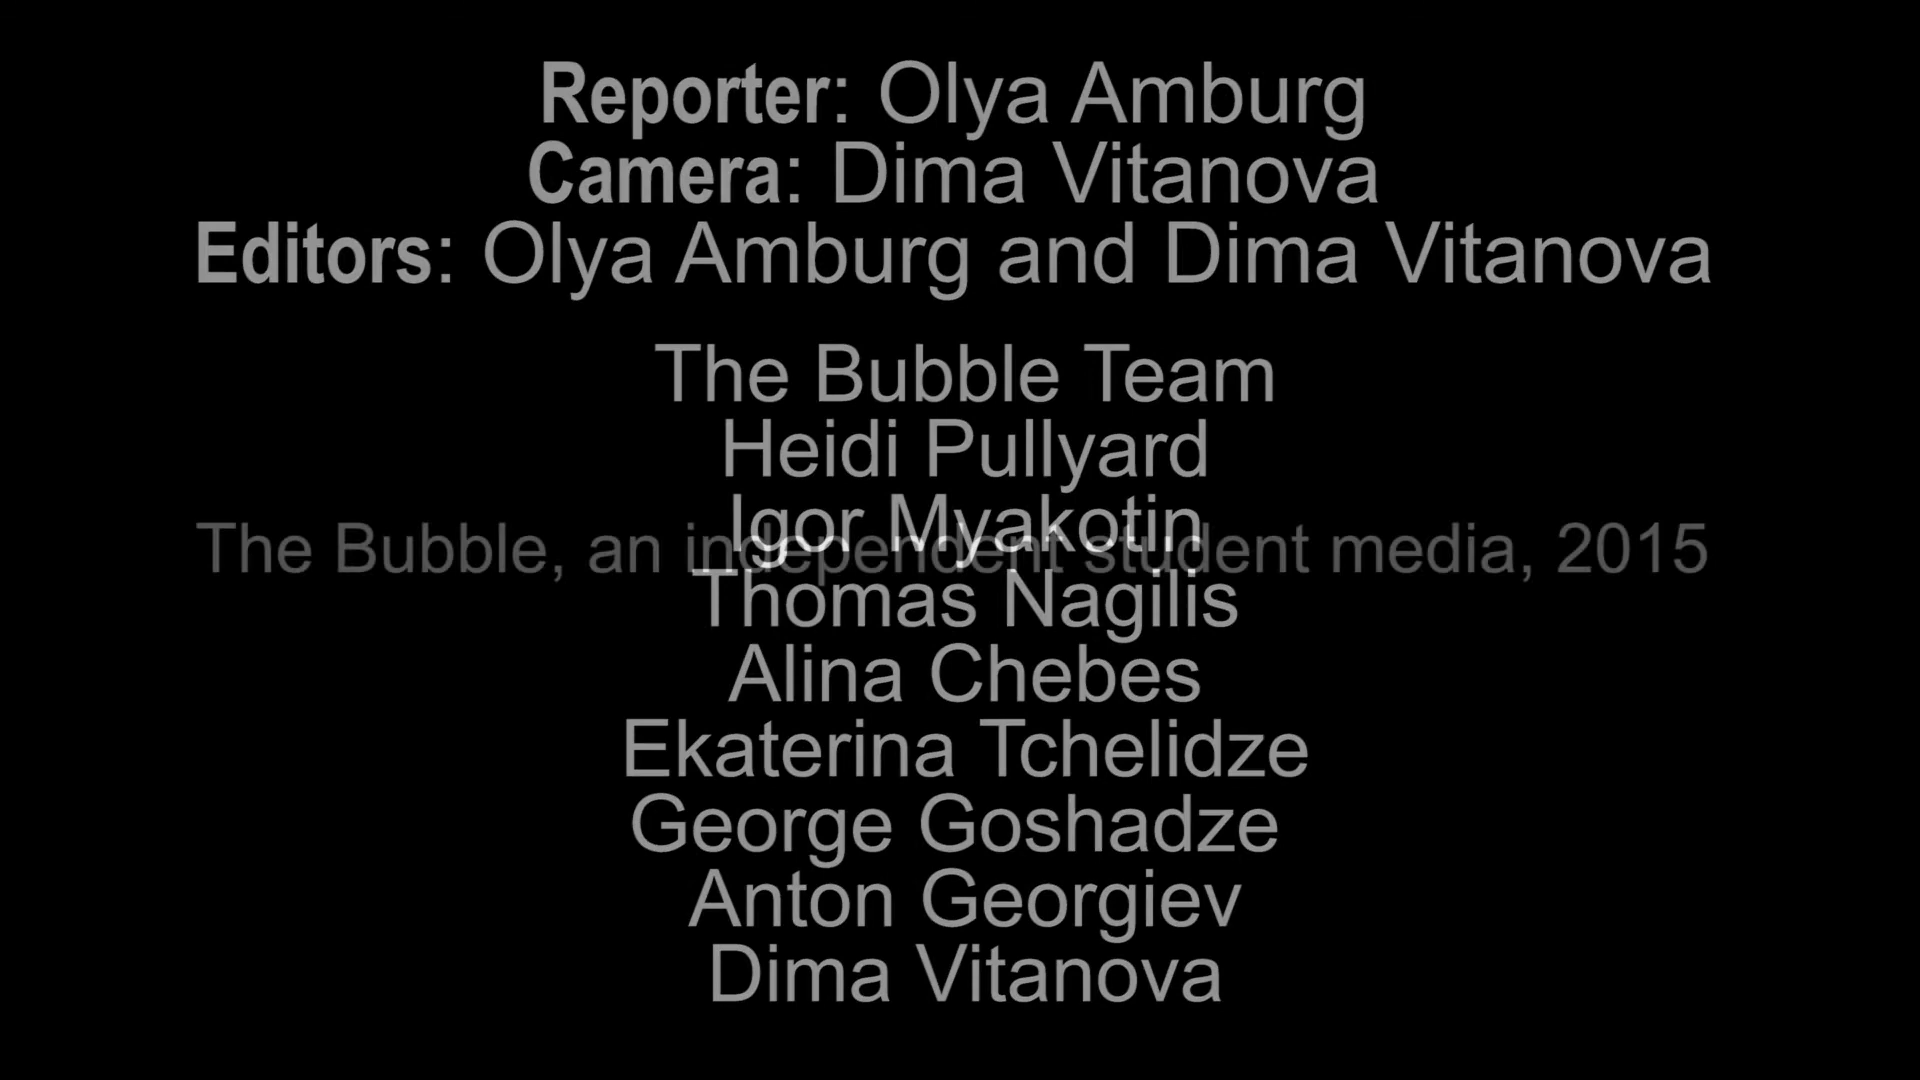 Reporter: Olya Amburg
Camera: Dima Vitanova
Editors: Olya Amburg and Dima Vitanova
The Bubble Team
Heidi Pullyard
Igor Myakotin
The Bubble, an independent student media, 2015
Thomas Nagilis
Alina Chebes
Ekaterina Tchelidze
George Goshadze
Anton Georgiev
Dima Vitanova